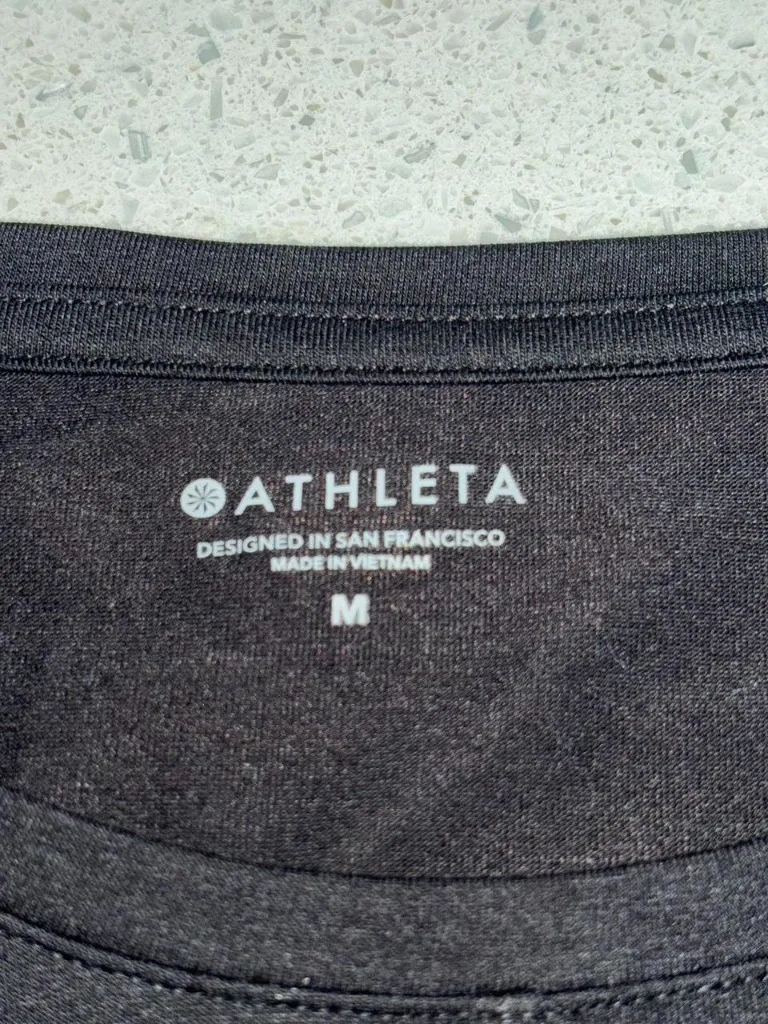 ATHLETA
DESIGNED IN SAN FRANCISCO
MADE IN VIETNAM
M